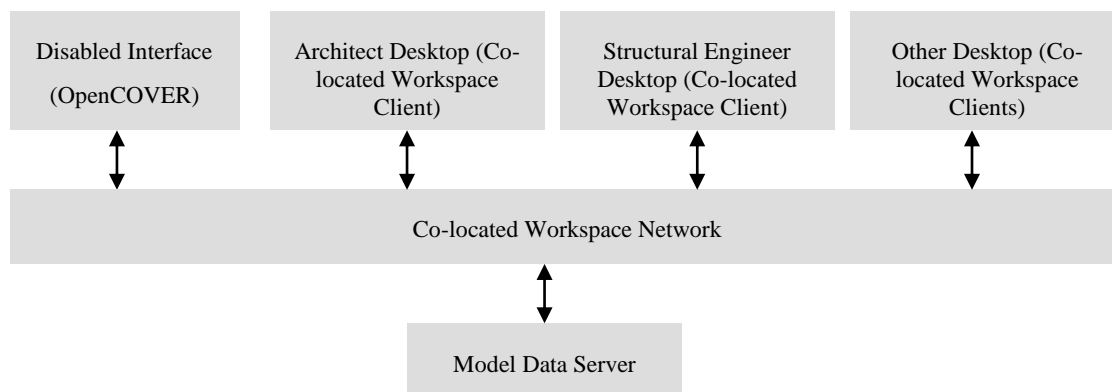 Disabled Interface
(OpenCOVER)
Architect Desktop (Co-
located Workspace
Client)
Structural Engineer
Desktop (Co-located
Workspace Client)
Other Desktop (Co-
located Workspace
Clients)
Co-located Workspace Network
Model Data Server